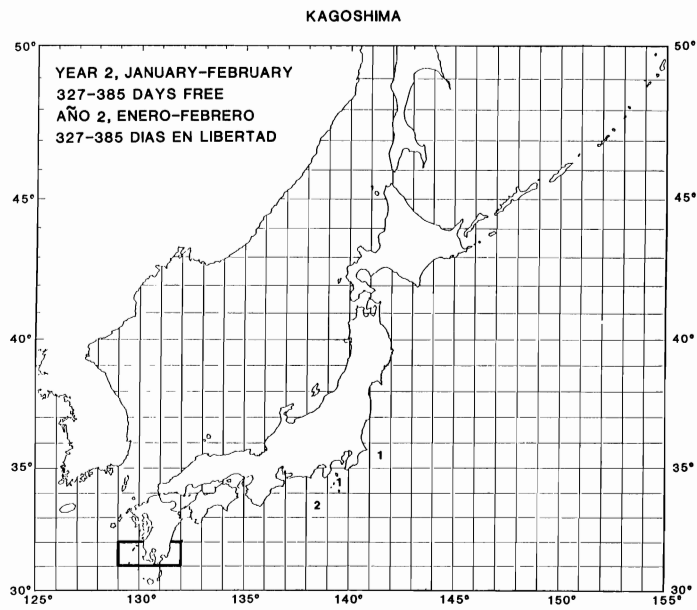 KAGOSHIMA
50° 50°
YEAR 2, JANUARY-FEBRUARY
327-385 DAYS FREE
AÑO 2, ENERO-FEBRERO
327-385 DIAS EN LIBERTAD
45° 45°
40° 40°
1
35° 35°
1
2
30°
125° 130° 135° 140° 145° 150° 155°